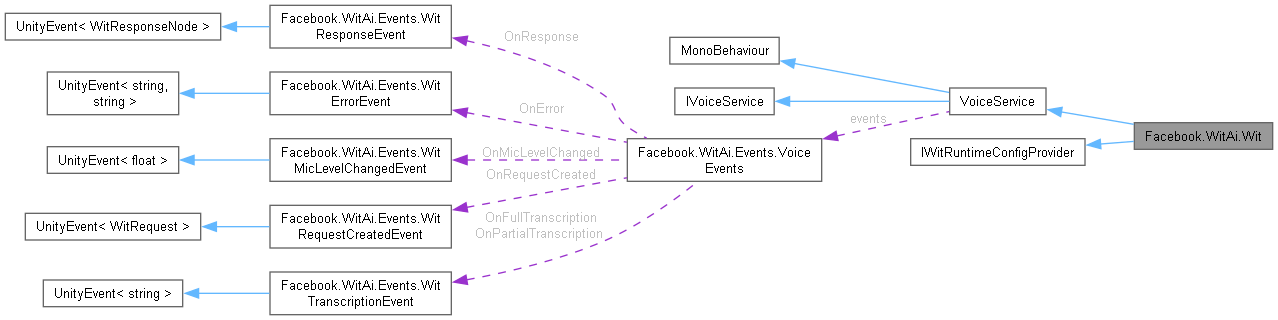 UnityEvent< WitResponseNode >
Facebook.WitAi.Events.Wit
ResponseEvent
OnResponse
MonoBehaviour
UnityEvent< string,
string >
Facebook.WitAi.Events.Wit
ErrorEvent
OnError
IVoiceService
VoiceService
events
Facebook.WitAi.Wit
UnityEvent< float >
Facebook.WitAi.Events.Wit
MicLevelChangedEvent
OnMicLevelChanged
Facebook.WitAi.Events.Voice
Events
IWitRuntimeConfigProvider
OnRequestCreated
UnityEvent< WitRequest >
Facebook.WitAi.Events.Wit
RequestCreatedEvent
OnFullTranscription
OnPartialTranscription
UnityEvent< string >
Facebook.WitAi.Events.Wit
TranscriptionEvent